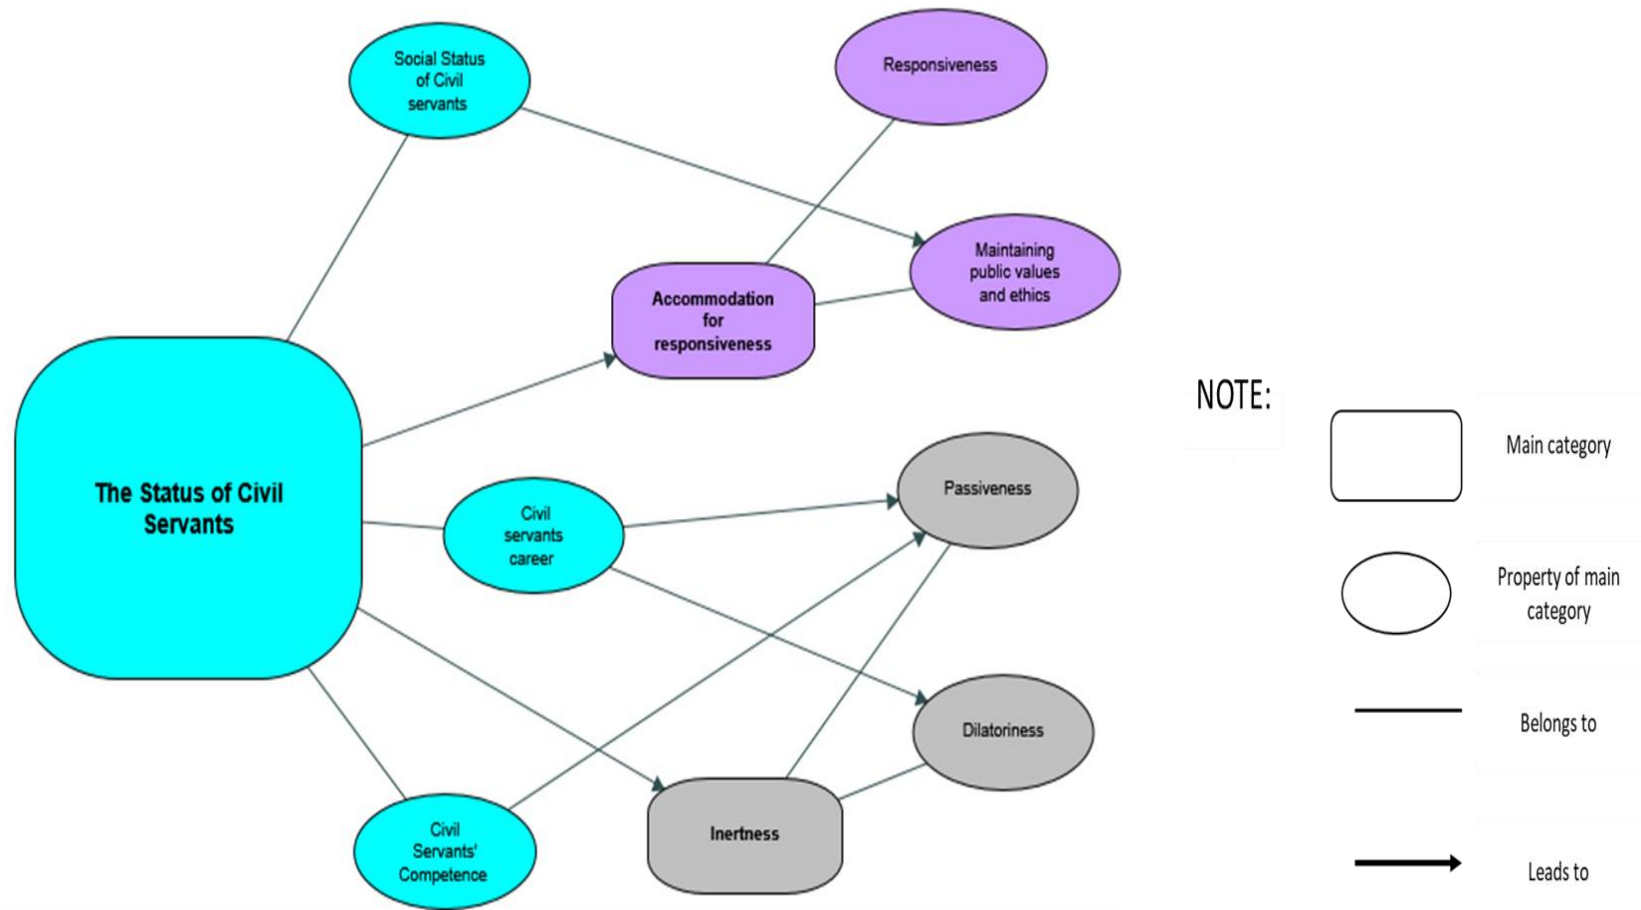 Social Status
of Civil
servants
Responsiveness
Maintaining
public values
and ethics
Accommodation
for
responsiveness
The Status of Civil
Servants
Civil
servants
career
Passiveness
Dilatoriness
Inertness
Civil
Servants'
Competence
NOTE:
Main category
Property of main
category
Belongs to
Leads to